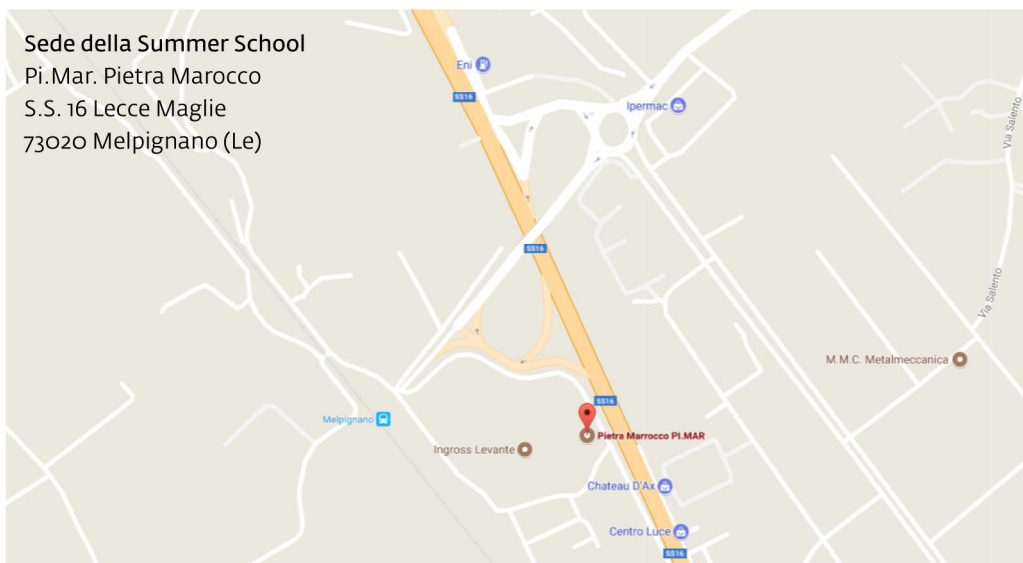 Sede della Summer School
Pi.Mar. Pietra Marocco
S.S. 16 Lecce Maglie
73020 Melpignano (Le)
Eni
SS16
Ipermac
Via Salento
SS16
Via Salento
M.M.C. Metalmeccanica
SS16
Melpignano
Pietra Marrocco PI.MAR
Ingross Levante
Chateau D'Ax
Centro Luce
SS16